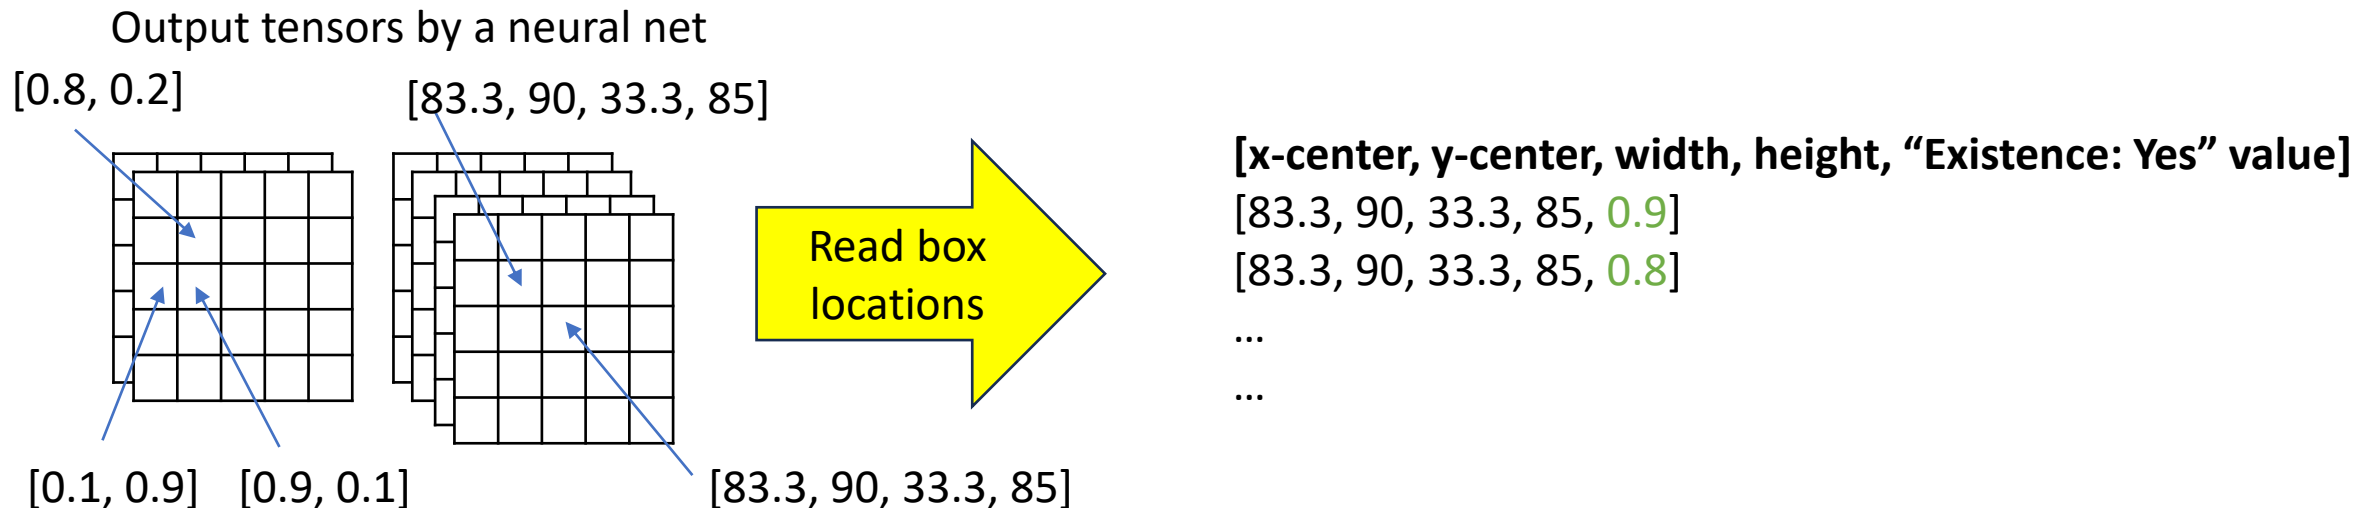 Output tensors by a neural net
[0.8, 0.2]
[83.3, 90, 33.3, 85]
[0.1, 0.9]
[0.9, 0.1]
[83.3, 90, 33.3, 85]
Read box
locations
[x-center, y-center, width, height, “Existence: Yes” value]
[83.3, 90, 33.3, 85, 0.9]
[83.3, 90, 33.3, 85, 0.8]
...
...